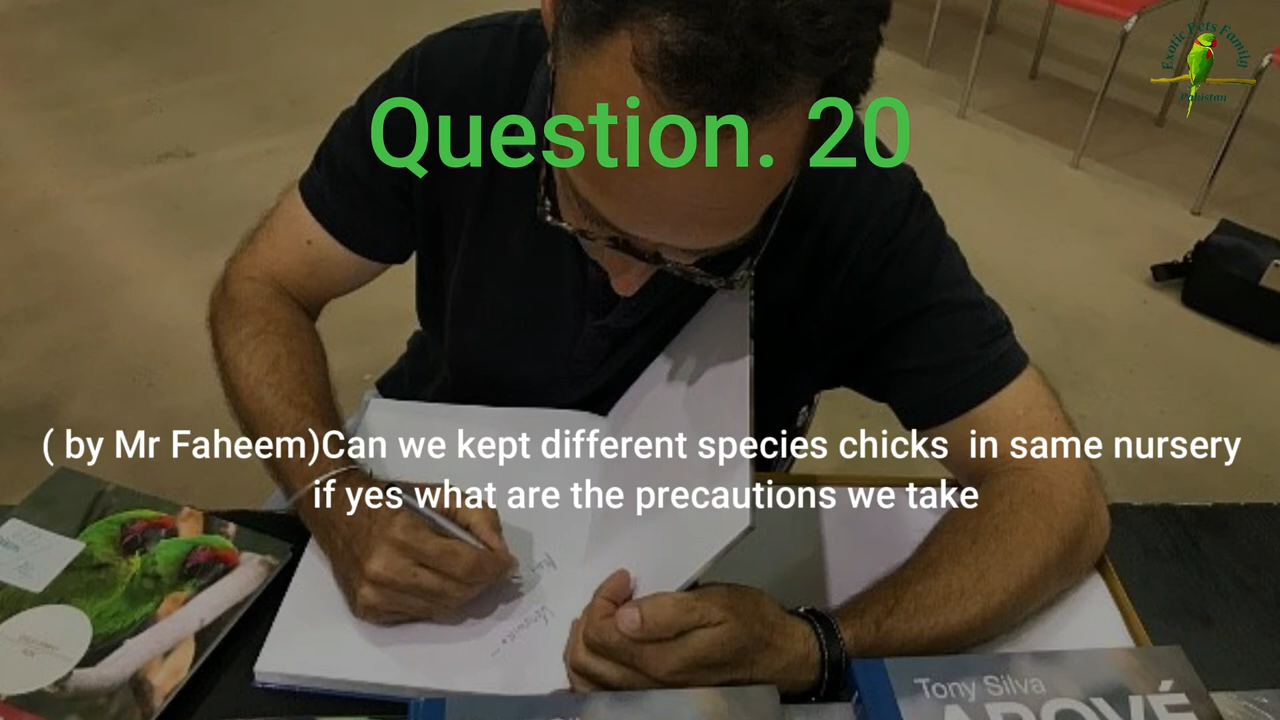 Exotic Pets Family
Pakistan
Question. 20
( by Mr Faheem)Can we kept different species chicks  in same nursery
if yes what are the precautions we take
Tony Silva